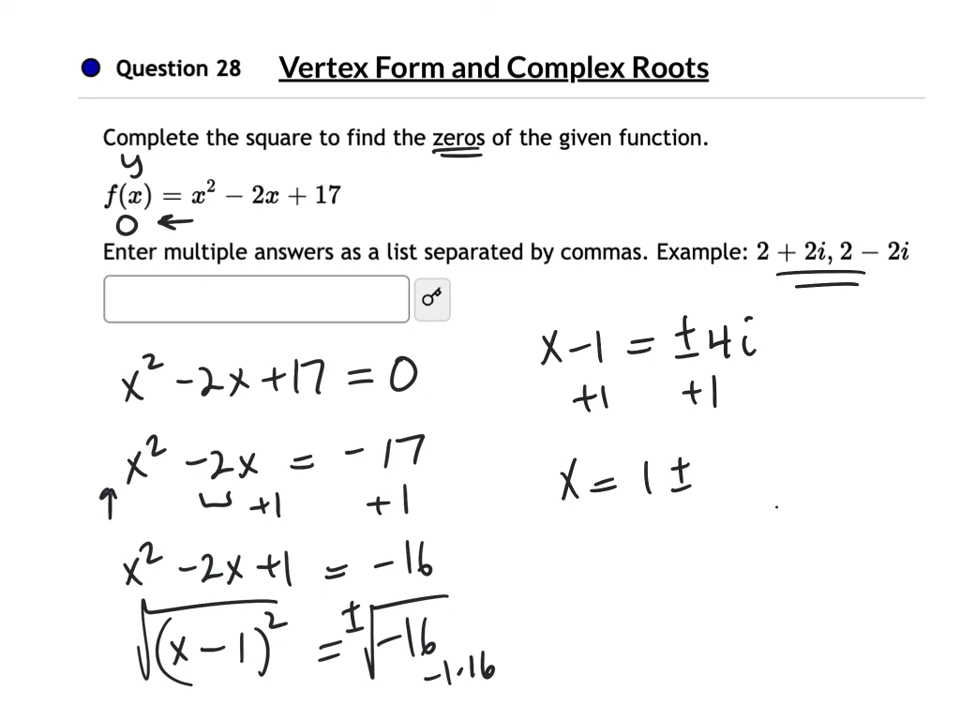 Question 28 Vertex Form and Complex Roots
Complete the square to find the zeros of the given function.
y
f(x) = x² − 2x + 17
0 ←
Enter multiple answers as a list separated by commas. Example: 2 + 2i, 2 − 2i
x² -2x +17 = 0
x² -2x = -17
↑ +1 +1
x² -2x +1 = -16
√(x-1)² = ±√-16
-1·16
x-1 = ±4i
+1 +1
x = 1 ±